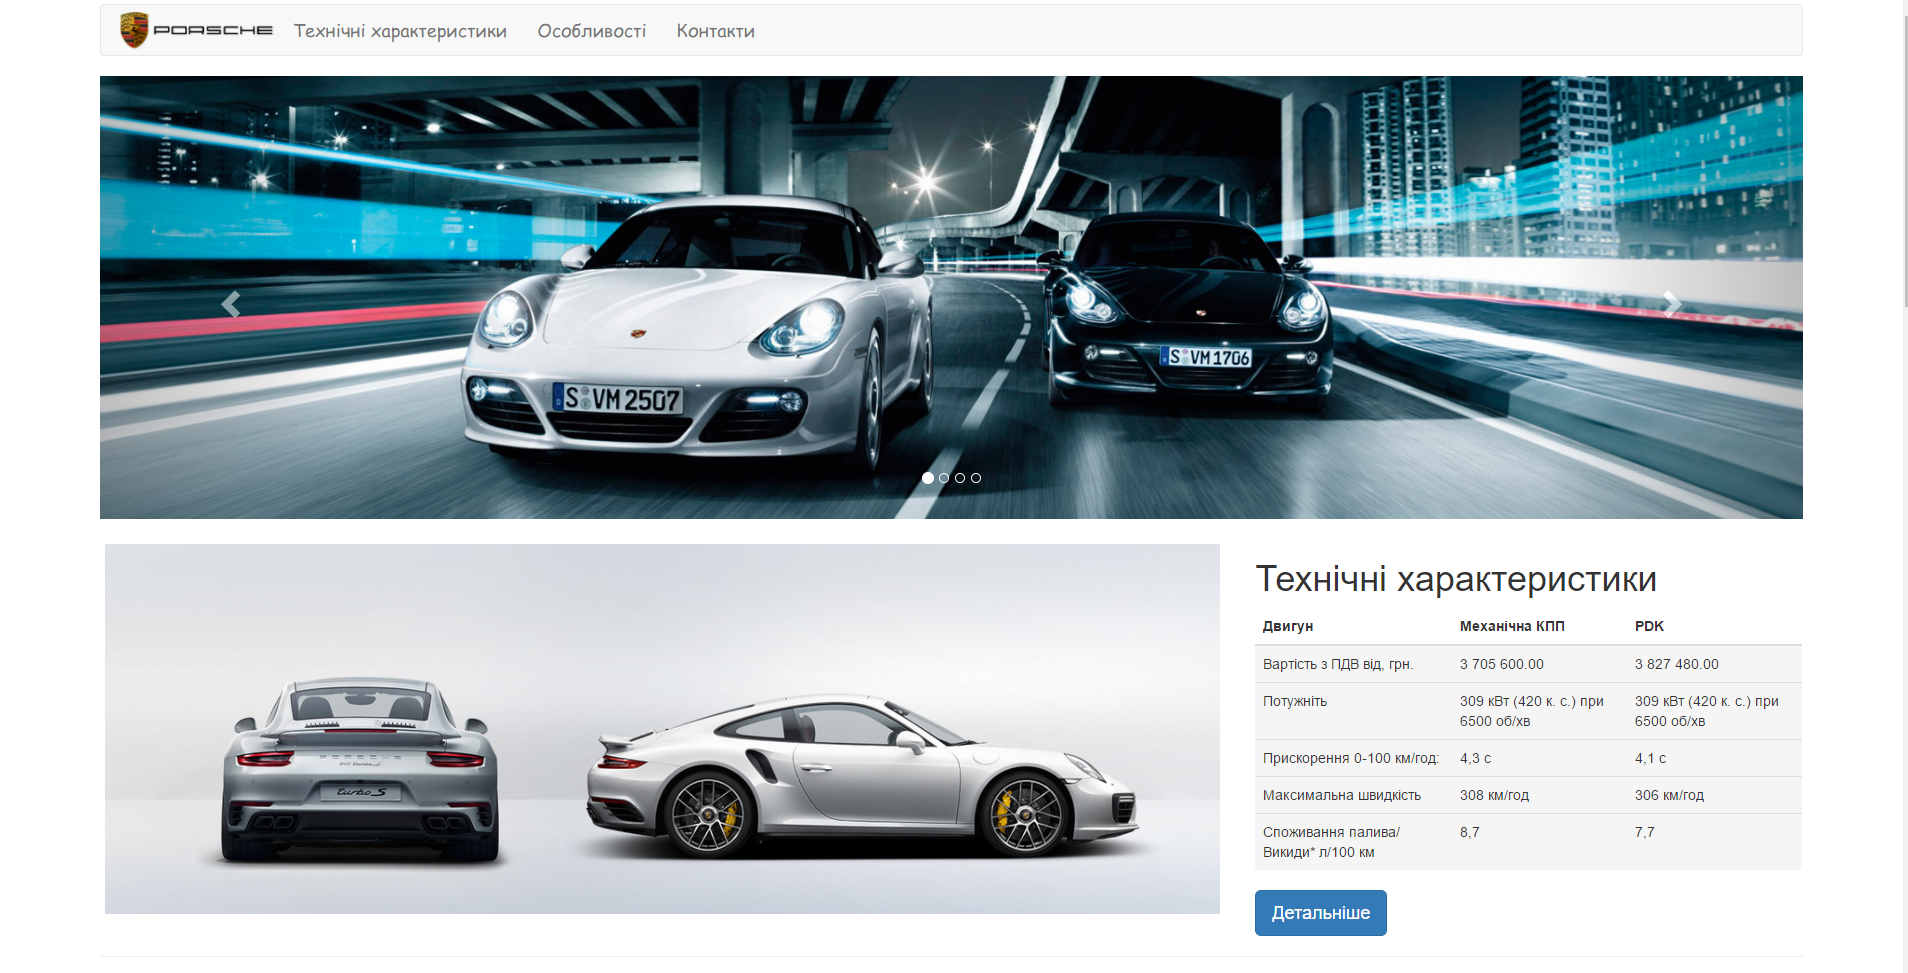 PORSCHE
Технічні характеристики
Особливості
Контакти
S VM 2507
S VM 1706
PORSCHE
turbo S
Технічні характеристики
Двигун Механічна КПП PDK
Вартість з ПДВ від, грн. 3 705 600.00 3 827 480.00
Потужніть 309 кВт (420 к. с.) при 309 кВт (420 к. с.) при
6500 об/хв 6500 об/хв
Прискорення 0-100 км/год: 4,3 с 4,1 с
Максимальна швидкість 308 км/год 306 км/год
Споживання палива/ 8,7 7,7
Викиди* л/100 км
Детальніше